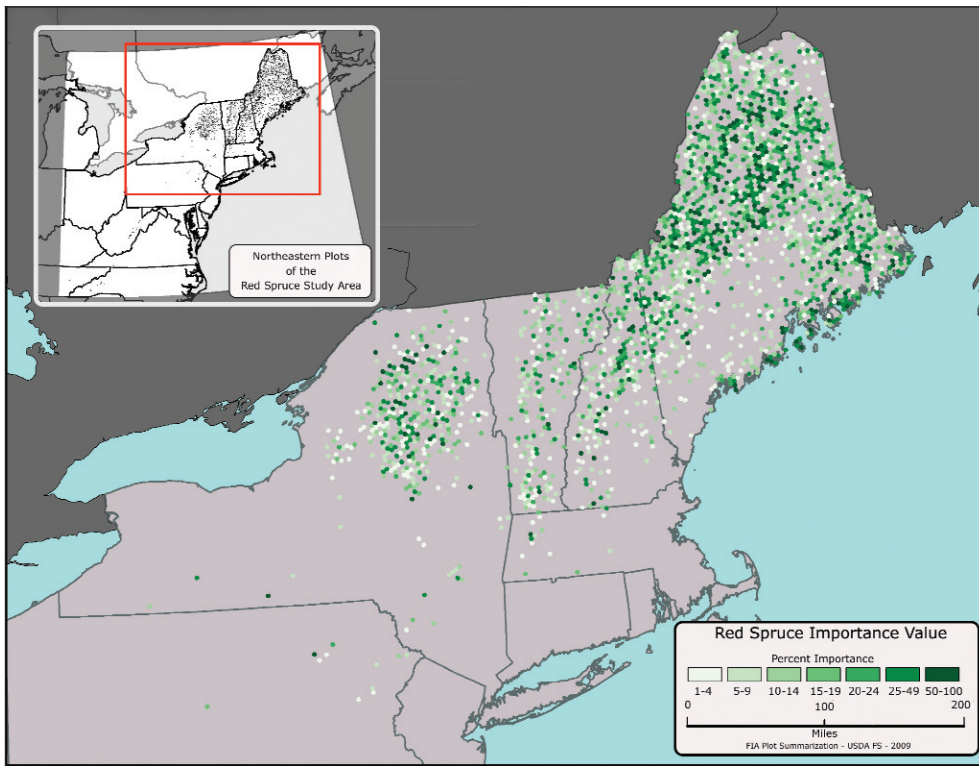 Northeastern Plots
of the
Red Spruce Study Area
Red Spruce Importance Value
Percent Importance
1-4 5-9 10-14 15-19 20-24 25-49 50-100
0 100 200
Miles
FIA Plot Summarization - USDA FS - 2009